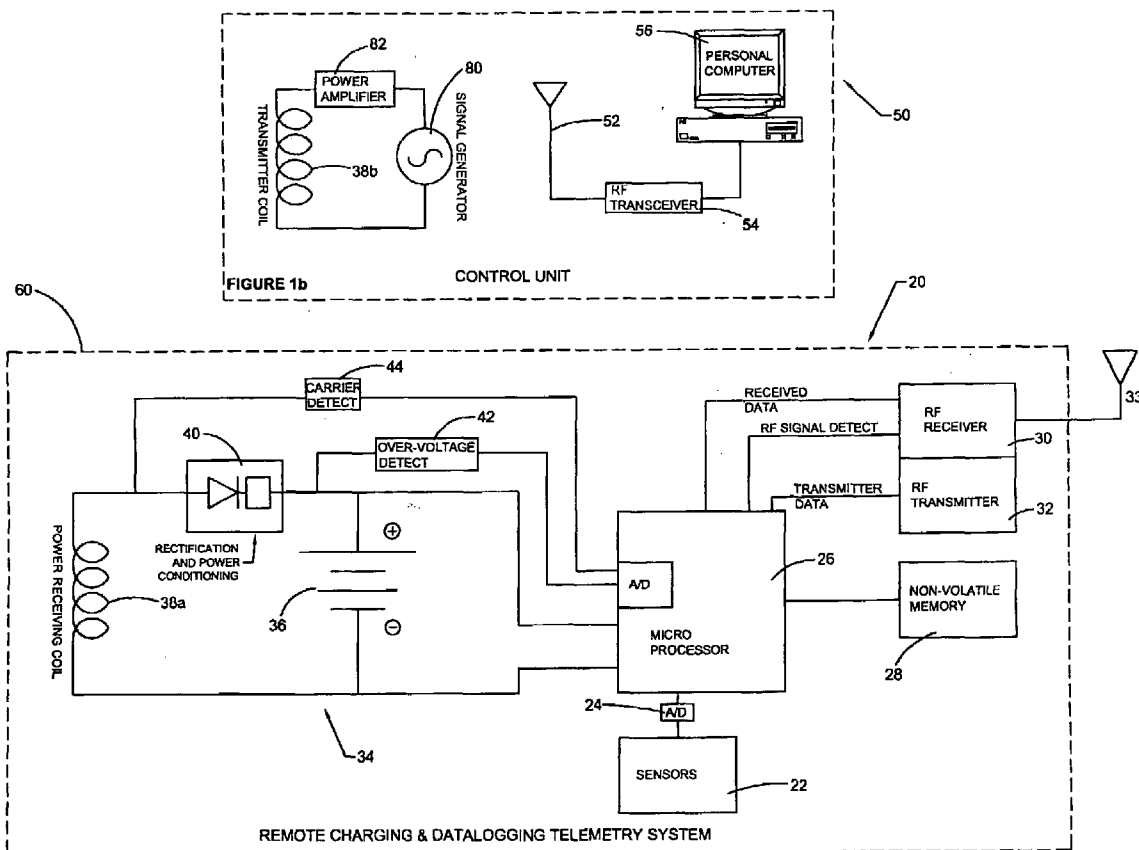 56
PERSONAL
COMPUTER
82
POWER
AMPLIFIER
80
SIGNAL GENERATOR
TRANSMITTER COIL
38b
52
50
RF
TRANSCEIVER
54
FIGURE 1b
CONTROL UNIT
60
20
44
CARRIER
DETECT
42
OVER-VOLTAGE
DETECT
40
RECTIFICATION
AND POWER
CONDITIONING
POWER RECEIVING COIL
38a
36
+
−
34
RECEIVED
DATA
RF SIGNAL DETECT
TRANSMITTER
DATA
RF
RECEIVER
30
33
RF
TRANSMITTER
32
A/D
26
MICRO
PROCESSOR
NON-VOLATILE
MEMORY
28
24
A/D
SENSORS
22
REMOTE CHARGING & DATALOGGING TELEMETRY SYSTEM